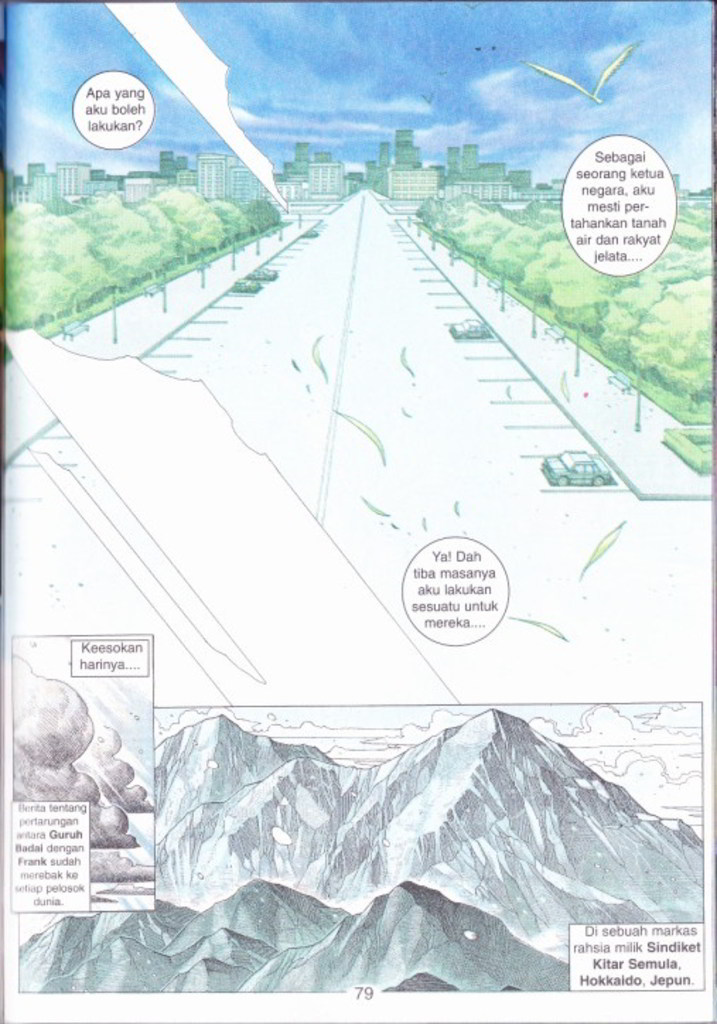 Apa yang
aku boleh
lakukan?
Sebagai
seorang ketua
negara, aku
mesti per-
tahankan tanah
air dan rakyat
jelata....
Ya! Dah
tiba masanya
aku lakukan
sesuatu untuk
mereka....
Keesokan
harinya....
Berita tentang
pertarungan
antara Guruh
Badai dengan
Frank sudah
merebak ke
setiap pelosok
dunia.
Di sebuah markas
rahsia milik Sindiket
Kitar Semula,
Hokkaido, Jepun.
79